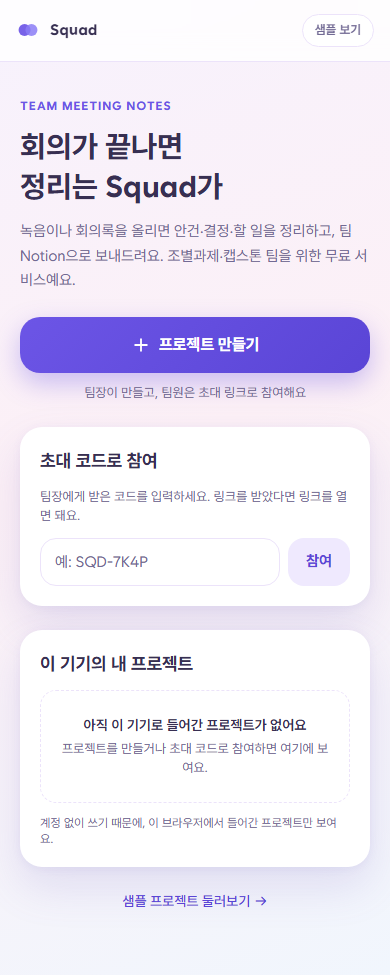 Squad
샘플 보기
TEAM MEETING NOTES
회의가 끝나면
정리는 Squad가
녹음이나 회의록을 올리면 안건·결정·할 일을 정리하고, 팀
Notion으로 보내드려요. 조별과제·캡스톤 팀을 위한 무료 서
비스예요.
프로젝트 만들기
팀장이 만들고, 팀원은 초대 링크로 참여해요
초대 코드로 참여
팀장에게 받은 코드를 입력하세요. 링크를 받았다면 링크를 열
면 돼요.
예: SQD-7K4P
참여
이 기기의 내 프로젝트
아직 이 기기로 들어간 프로젝트가 없어요
프로젝트를 만들거나 초대 코드로 참여하면 여기에 보
여요.
계정 없이 쓰기 때문에, 이 브라우저에서 들어간 프로젝트만 보여
요.
샘플 프로젝트 둘러보기 →